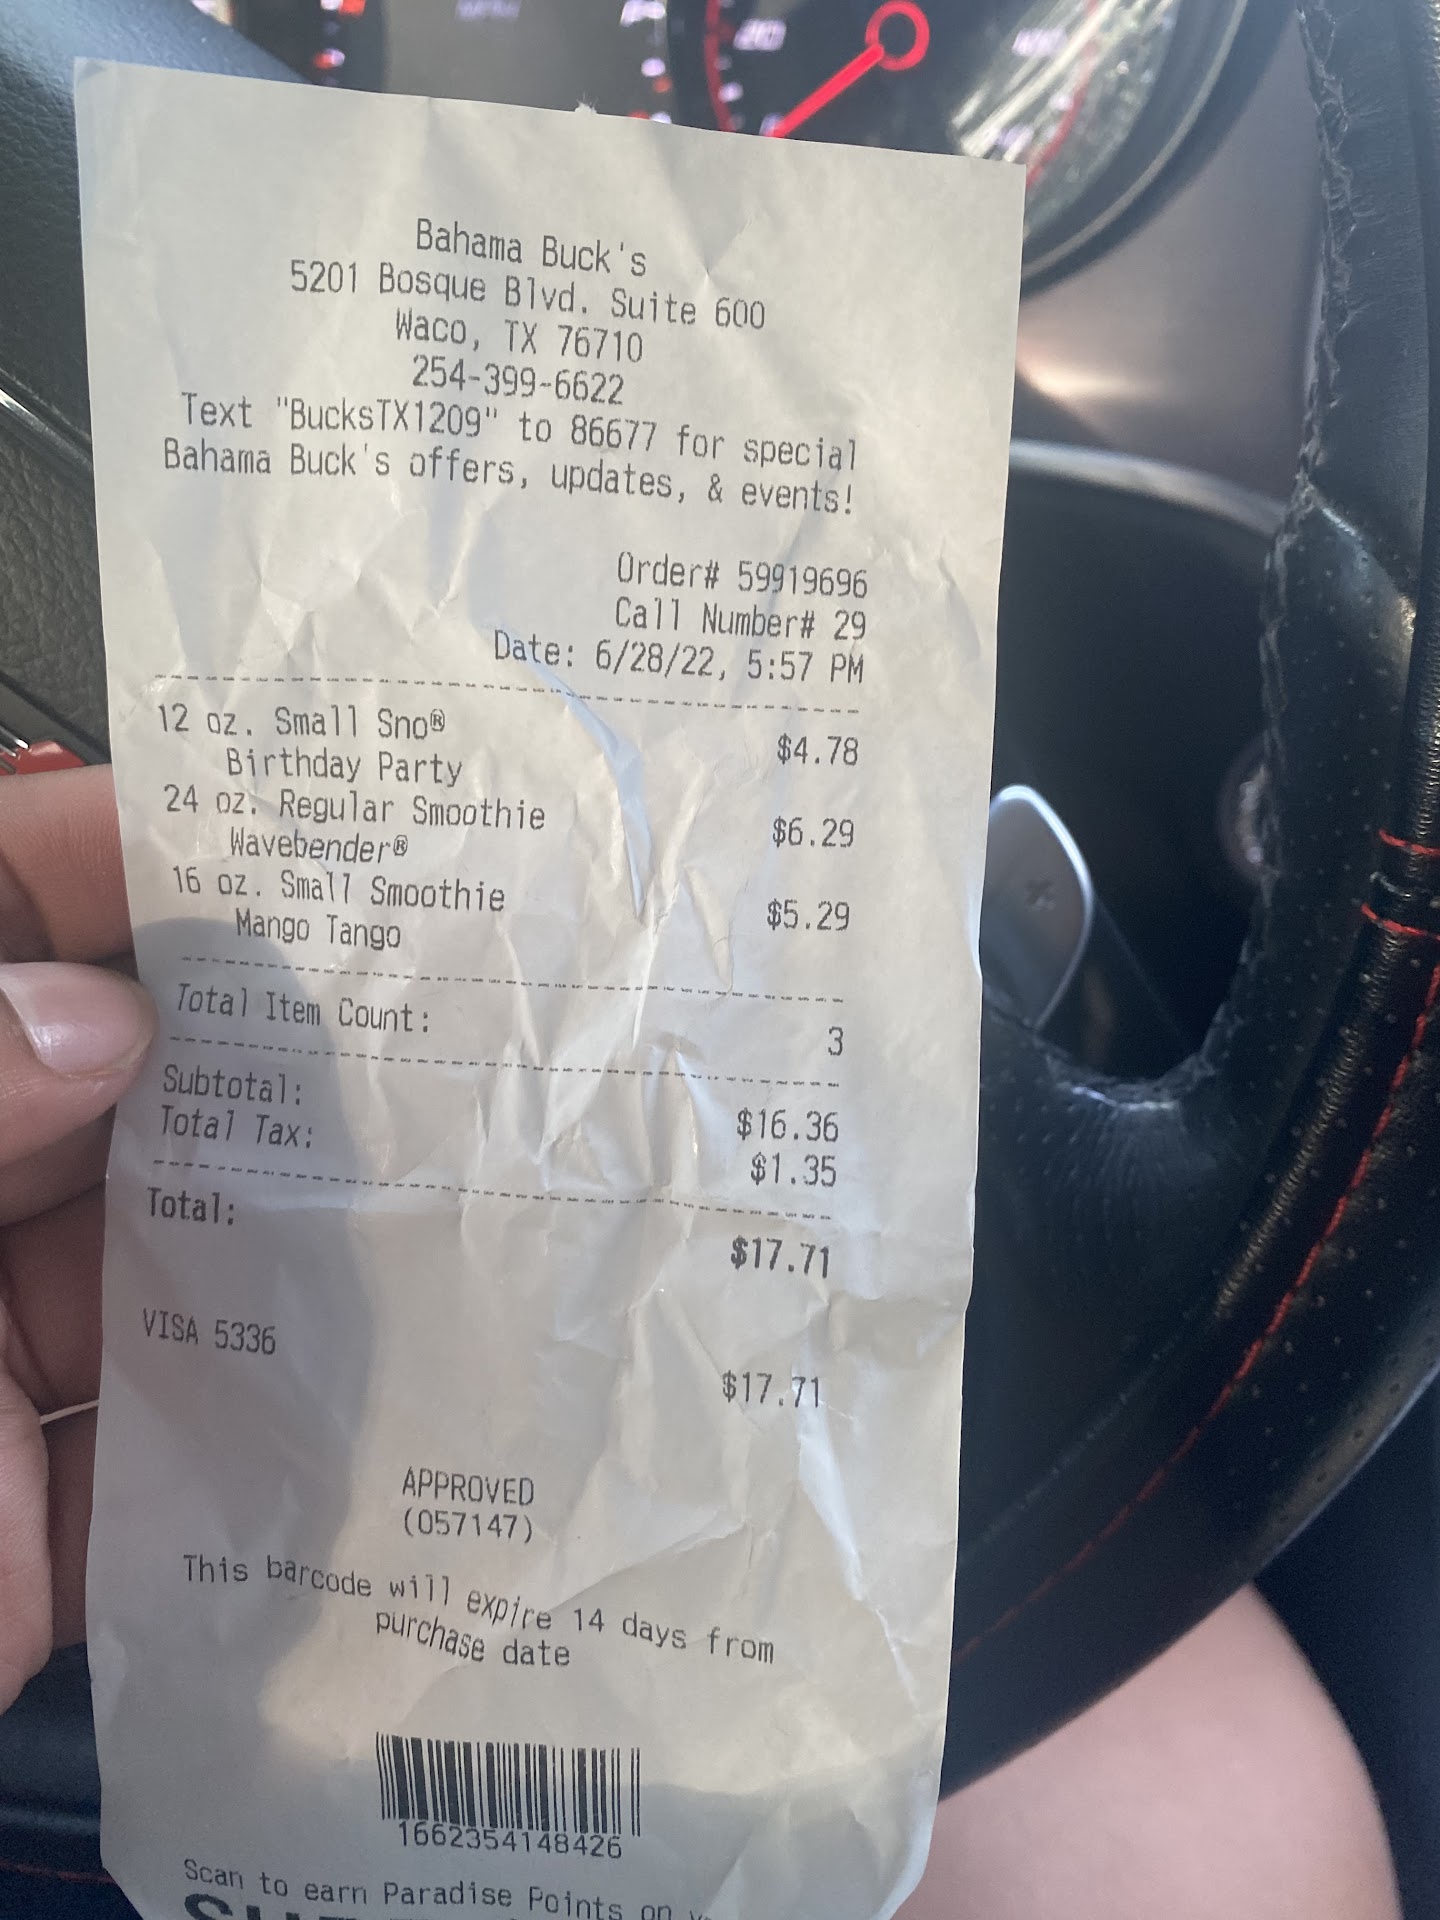 Bahama Buck's
5201 Bosque Blvd. Suite 600
Waco, TX 76710
254-399-6622
Text "BucksTX1209" to 86677 for special
Bahama Buck's offers, updates, & events!
Order# 59919696
Call Number# 29
Date: 6/28/22, 5:57 PM
12 oz. Small Sno® $4.78
Birthday Party
24 oz. Regular Smoothie $6.29
Wavebender®
16 oz. Small Smoothie $5.29
Mango Tango
Total Item Count: 3
Subtotal: $16.36
Total Tax: $1.35
Total: $17.71
VISA 5336 $17.71
APPROVED
(057147)
This barcode will expire 14 days from
purchase date
1662354148426
Scan to earn Paradise Points on